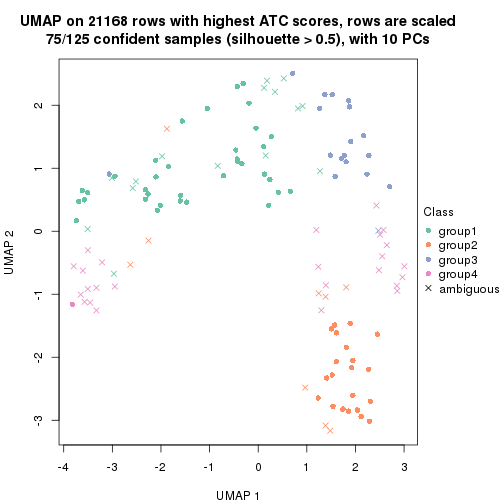 UMAP on 21168 rows with highest ATC scores, rows are scaled
75/125 confident samples (silhouette > 0.5), with 10 PCs
2
1
0
-1
-2
-3
UMAP 2
-4
-3
-2
-1
0
1
2
3
UMAP 1
Class
group1
group2
group3
group4
ambiguous